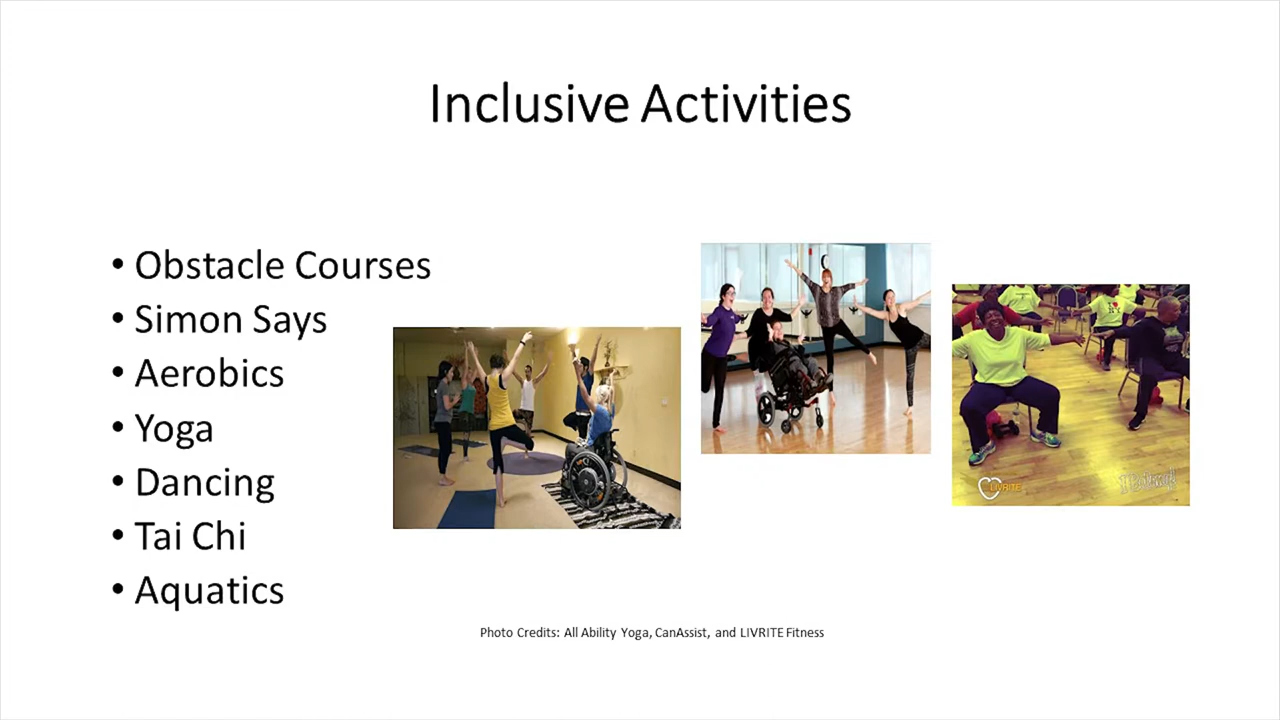 Inclusive Activities
• Obstacle Courses
• Simon Says
• Aerobics
• Yoga
• Dancing
• Tai Chi
• Aquatics
LIVRITE
Photo Credits: All Ability Yoga, CanAssist, and LIVRITE Fitness